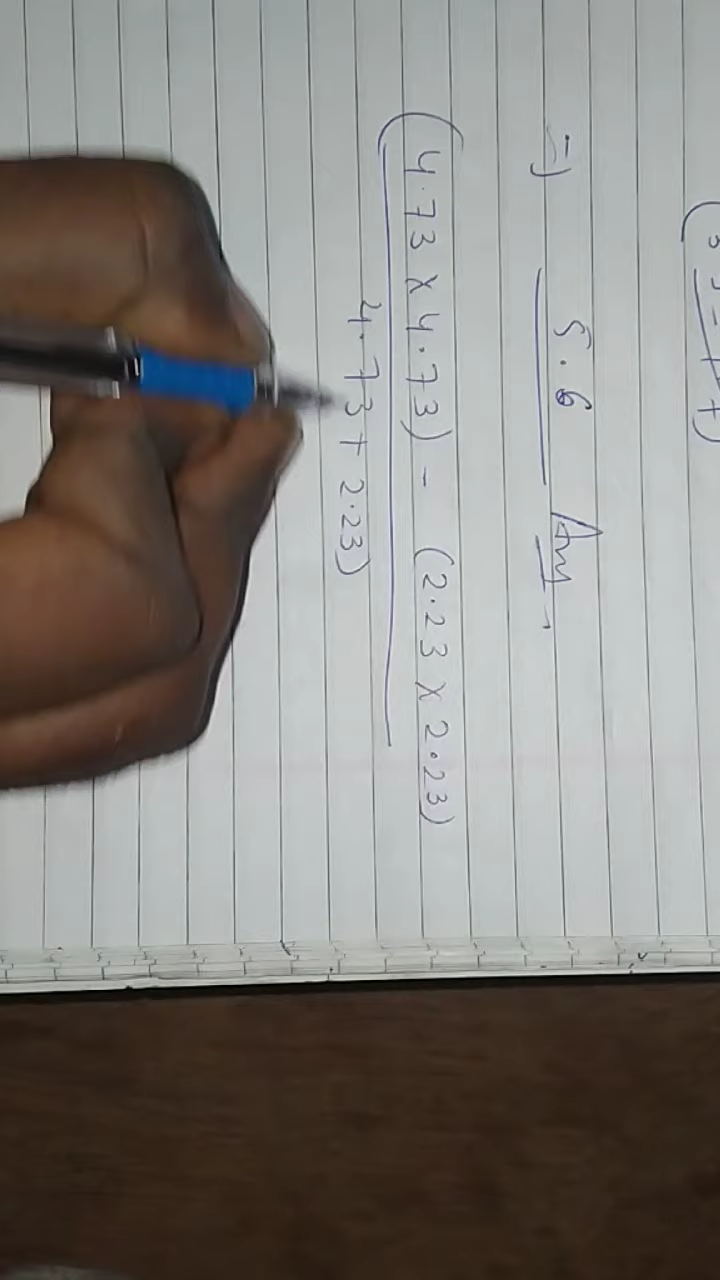 =) 5.6 Ans
(4.73 x 4.73) - (2.23 x 2.23)
4.73 + 2.23)